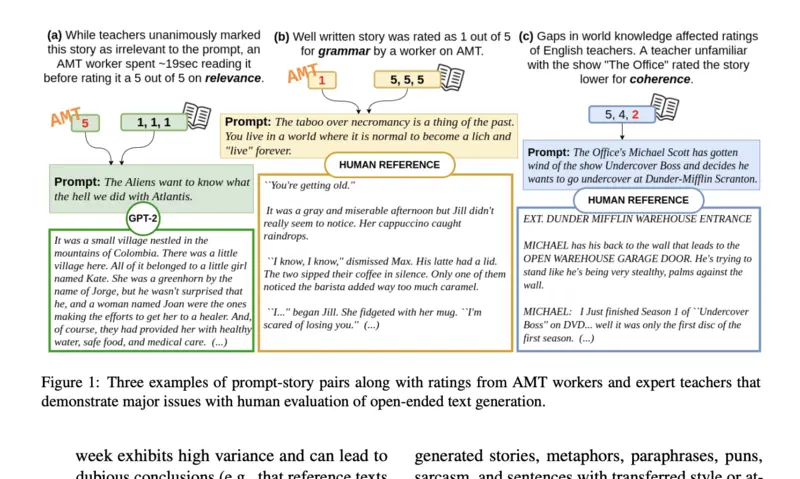 (a) While teachers unanimously marked
this story as irrelevant to the prompt, an
AMT worker spent ~19sec reading it
before rating it a 5 out of 5 on relevance.
AMT
5
1, 1, 1
Prompt: The Aliens want to know what
the hell we did with Atlantis.
GPT-2
It was a small village nestled in the
mountains of Colombia. There was a little
village here. All of it belonged to a little girl
named Kate. She was a greenhorn by the
name of Jorge, but he wasn't surprised that
he, and a woman named Joan were the ones
making the efforts to get her to a healer. And,
of course, they had provided her with healthy
water, safe food, and medical care. (...)
(b) Well written story was rated as 1 out of 5
for grammar by a worker on AMT.
AMT
1
5, 5, 5
Prompt: The taboo over necromancy is a thing of the past.
You live in a world where it is normal to become a lich and
"live" forever.
HUMAN REFERENCE
``You're getting old."
It was a gray and miserable afternoon but Jill didn't
really seem to notice. Her cappuccino caught
raindrops.
``I know, I know," dismissed Max. His latte had a lid.
The two sipped their coffee in silence. Only one of them
noticed the barista added way too much caramel.
``I..." began Jill. She fidgeted with her mug. ``I'm
scared of losing you." (...)
(c) Gaps in world knowledge affected ratings
of English teachers. A teacher unfamiliar
with the show "The Office" rated the story
lower for coherence.
5, 4, 2
Prompt: The Office's Michael Scott has gotten
wind of the show Undercover Boss and decides he
wants to go undercover at Dunder-Mifflin Scranton.
HUMAN REFERENCE
EXT. DUNDER MIFFLIN WAREHOUSE ENTRANCE
MICHAEL has his back to the wall that leads to the
OPEN WAREHOUSE GARAGE DOOR. He's trying to
stand like he's being very stealthy, palms against the
wall.
MICHAEL: I Just finished Season 1 of ``Undercover
Boss" on DVD... well it was only the first disc of the
first season. (...)
Figure 1: Three examples of prompt-story pairs along with ratings from AMT workers and expert teachers that
demonstrate major issues with human evaluation of open-ended text generation.
week exhibits high variance and can lead to
dubious conclusions (e.g., that reference texts
generated stories, metaphors, paraphrases, puns,
sarcasm, and sentences with transferred style or at-